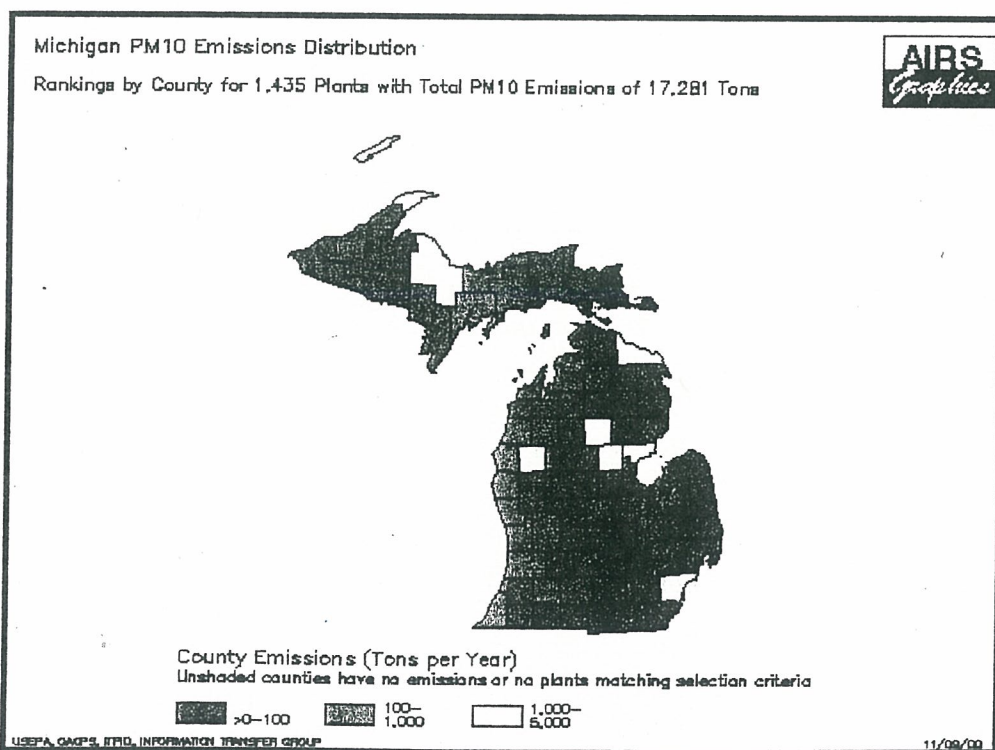 Michigan PM10 Emissions Distribution
AIRS
Graphics
Rankings by County for 1,435 Plants with Total PM10 Emissions of 17,281 Tons
County Emissions (Tons per Year)
Unshaded counties have no emissions or no plants matching selection criteria
>0-100
100-
1,000
1,000-
5,000
USEPA, OAQPS, ITPID, INFORMATION TRANSFER GROUP
11/09/00